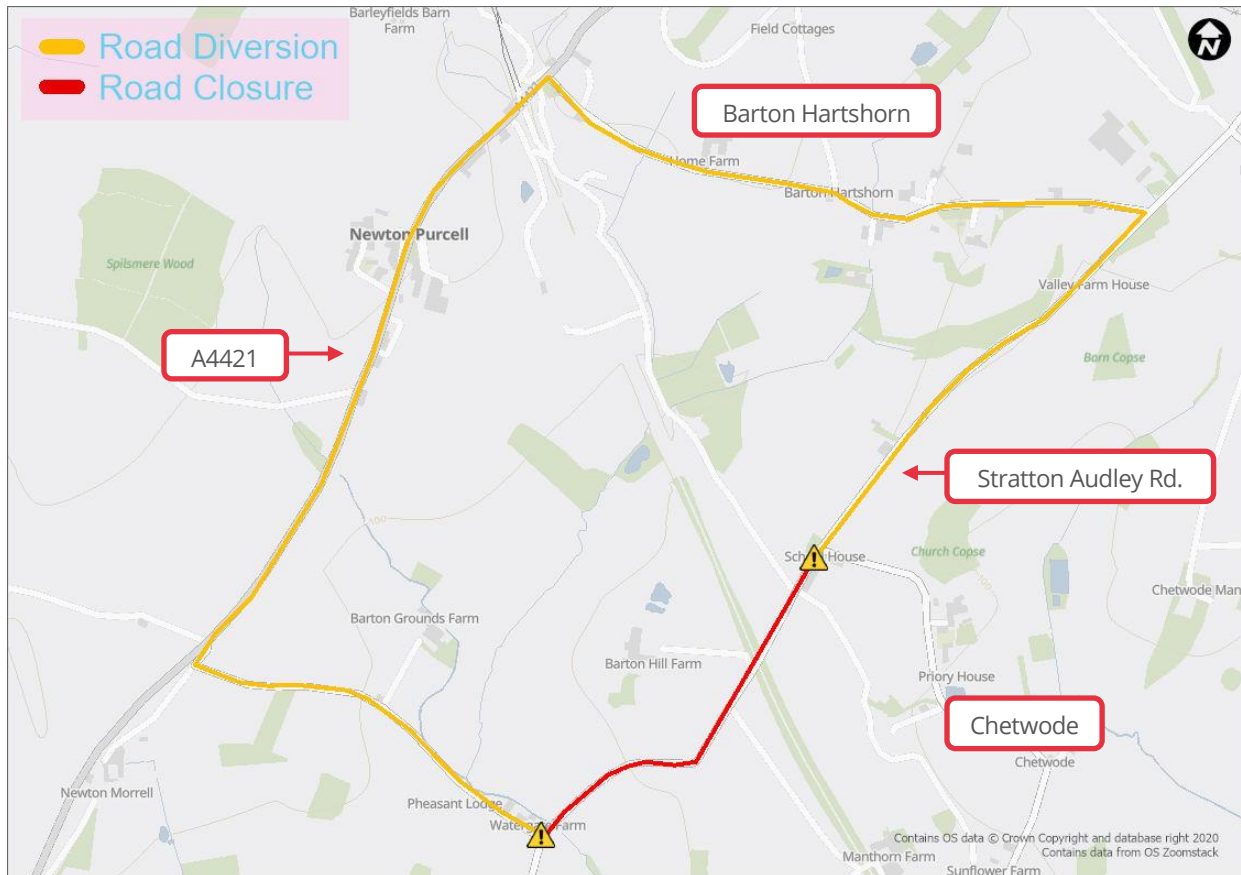 Barleyfields Barn
Farm
Field Cottages
N
Road Diversion
Road Closure
Barton Hartshorn
Home Farm
Barton Hartshorn
Newton Purcell
Spilsmere Wood
Valley Farm House
A4421
Barn Copse
Stratton Audley Rd.
100
House
Church Copse
100
Chetwode Man
Barton Grounds Farm
Barton Hill Farm
Priory House
Chetwode
Chetwode
Newton Morrell
Pheasant Lodge
Watergate Farm
Contains OS data © Crown Copyright and database right 2020
Contains data from OS Zoomstack
Manthorn Farm
Sunflower Farm